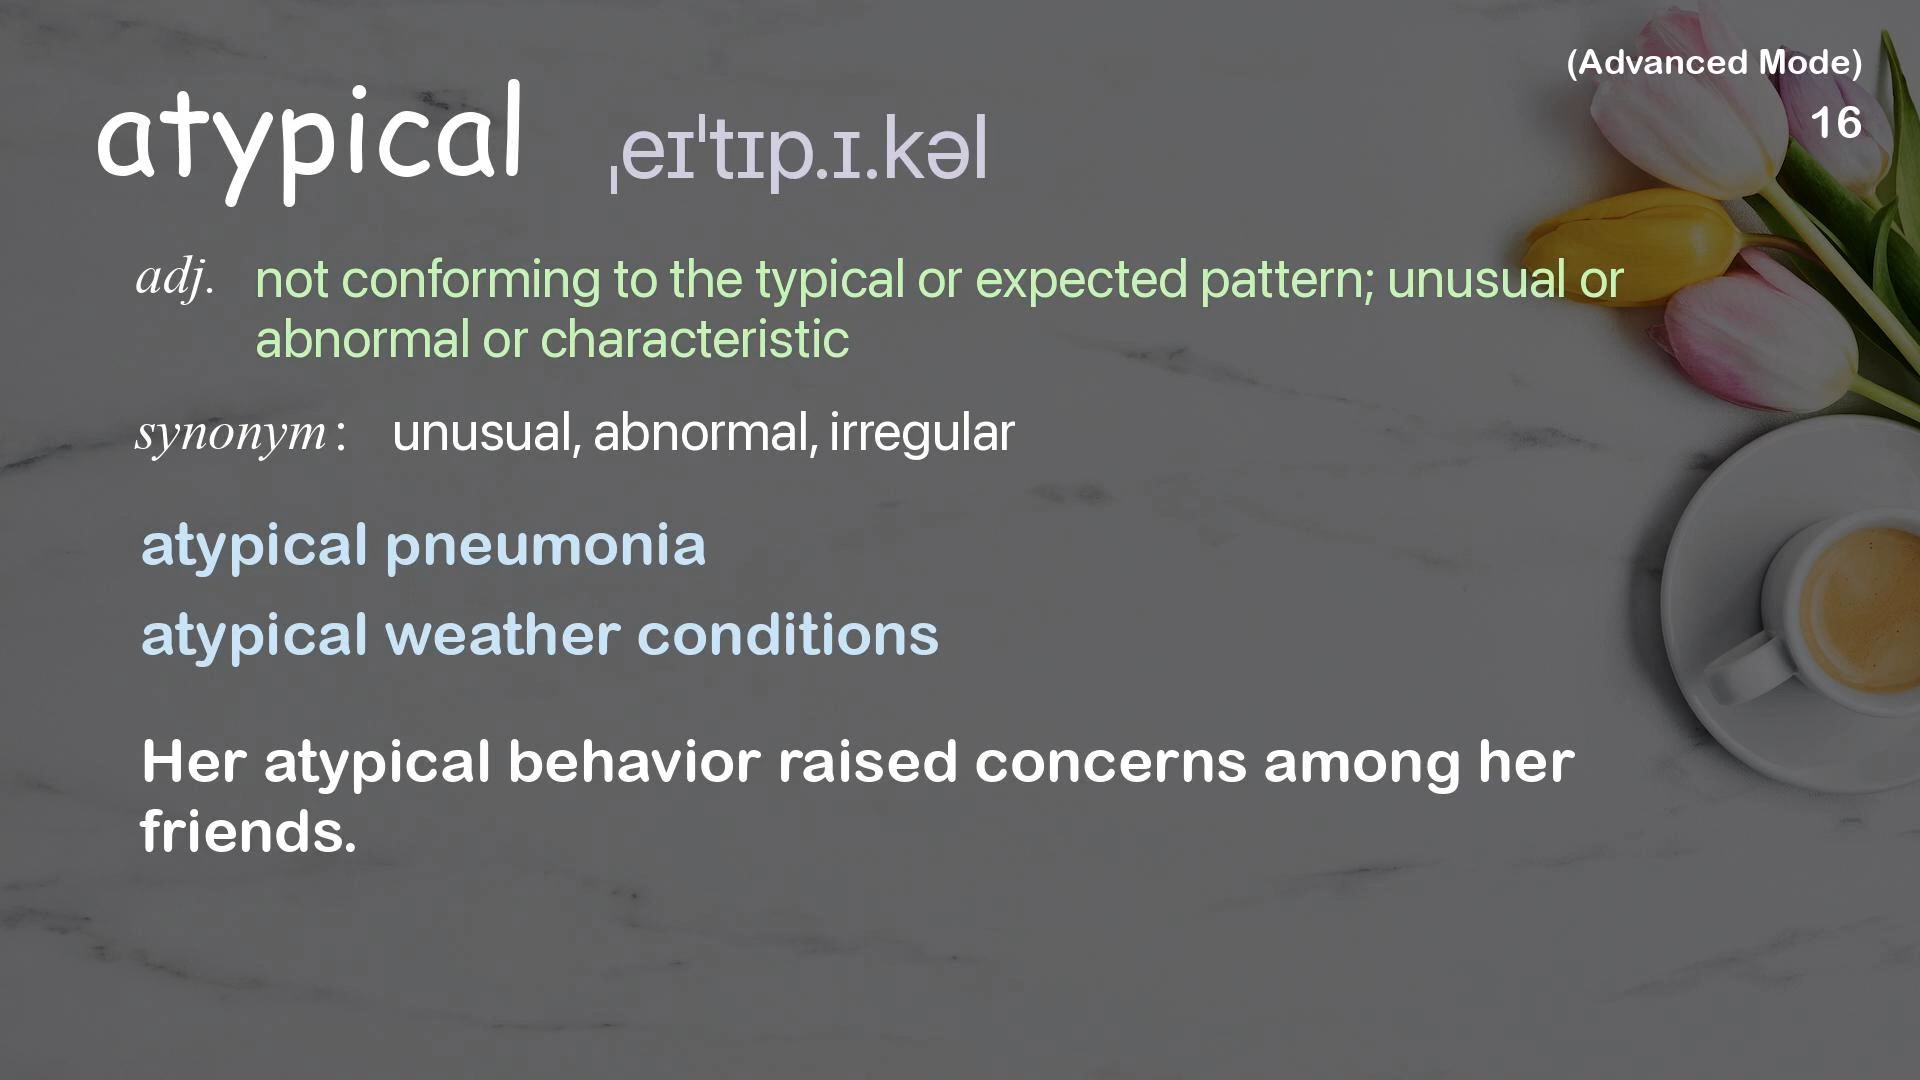 (Advanced Mode)
16
atypical ˌeɪˈtɪp.ɪ.kəl
adj. not conforming to the typical or expected pattern; unusual or
abnormal or characteristic
synonym: unusual, abnormal, irregular
atypical pneumonia
atypical weather conditions
Her atypical behavior raised concerns among her
friends.